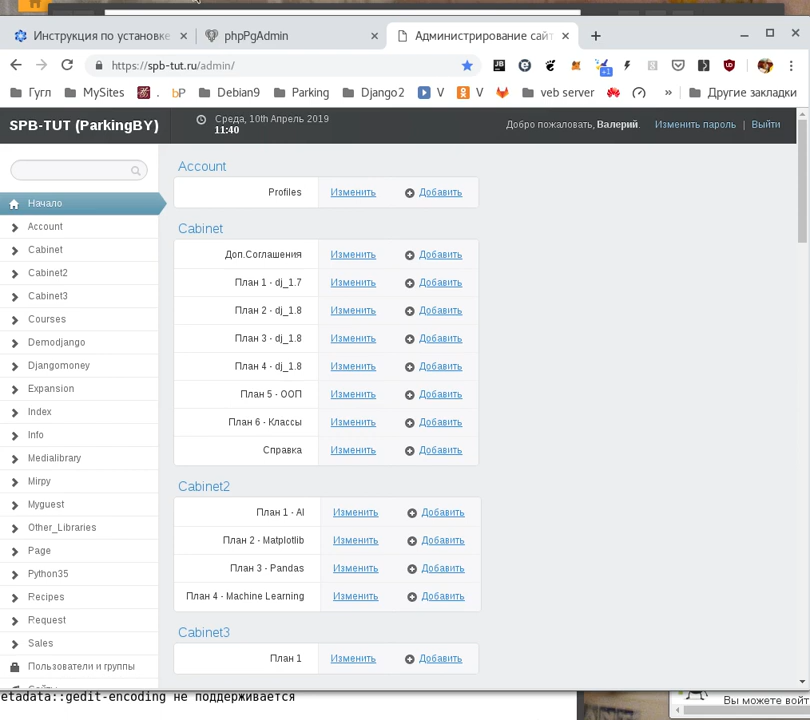 Инструкция по установке
phpPgAdmin
Администрирование сайт
https://spb-tut.ru/admin/
+1
Гугл
MySites
.
bP
Debian9
Parking
Django2
V
V
veb server
»
Другие закладки
SPB-TUT (ParkingBY)
Среда, 10th Апрель 2019
11:40
Добро пожаловать, Валерий.
Изменить пароль | Выйти
Начало
Account
Cabinet
Cabinet2
Cabinet3
Courses
Demodjango
Djangomoney
Expansion
Index
Info
Medialibrary
Mirpy
Myguest
Other_Libraries
Page
Python35
Recipes
Request
Sales
Пользователи и группы
Account
Profiles Изменить Добавить
Cabinet
Доп.Соглашения Изменить Добавить
План 1 - dj_1.7 Изменить Добавить
План 2 - dj_1.8 Изменить Добавить
План 3 - dj_1.8 Изменить Добавить
План 4 - dj_1.8 Изменить Добавить
План 5 - ООП Изменить Добавить
План 6 - Классы Изменить Добавить
Справка Изменить Добавить
Cabinet2
План 1 - AI Изменить Добавить
План 2 - Matplotlib Изменить Добавить
План 3 - Pandas Изменить Добавить
План 4 - Machine Learning Изменить Добавить
Cabinet3
План 1 Изменить Добавить
etadata::gedit-encoding не поддерживается
Вы можете войт